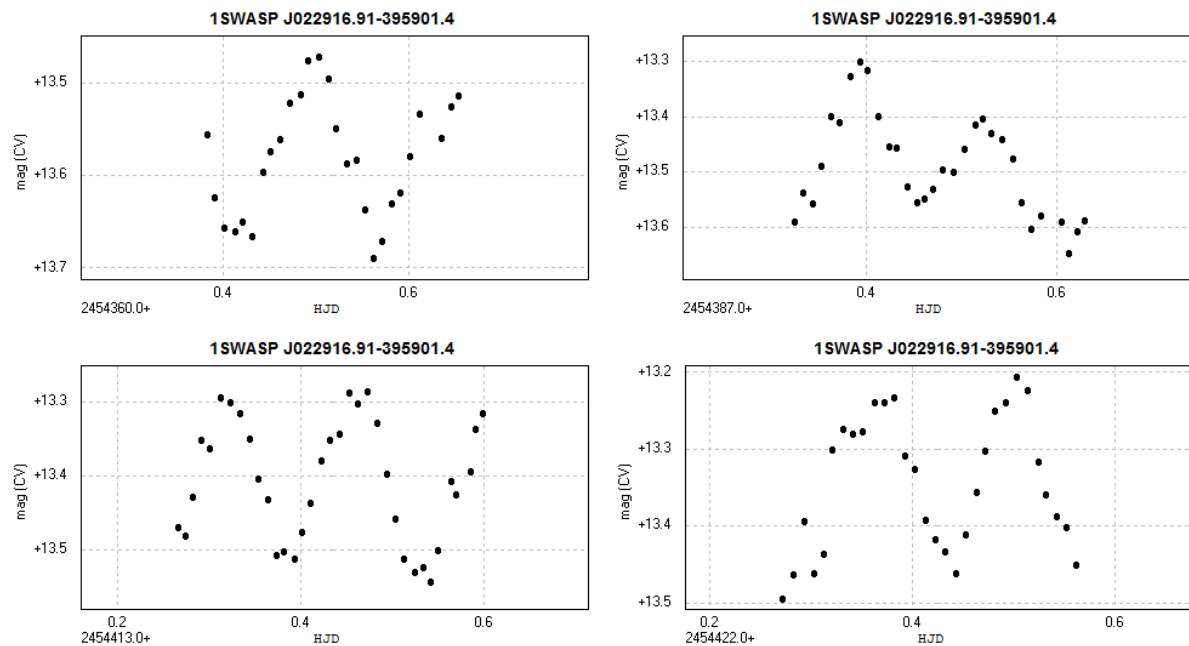 1SWASP J022916.91-395901.4
+13.5
+13.6
+13.7
mag (CV)
0.4
0.6
2454360.0+
HJD
1SWASP J022916.91-395901.4
+13.3
+13.4
+13.5
+13.6
mag (CV)
0.4
0.6
2454387.0+
HJD
1SWASP J022916.91-395901.4
+13.3
+13.4
+13.5
mag (CV)
0.2
0.4
0.6
2454413.0+
HJD
1SWASP J022916.91-395901.4
+13.2
+13.3
+13.4
+13.5
mag (CV)
0.2
0.4
0.6
2454422.0+
HJD